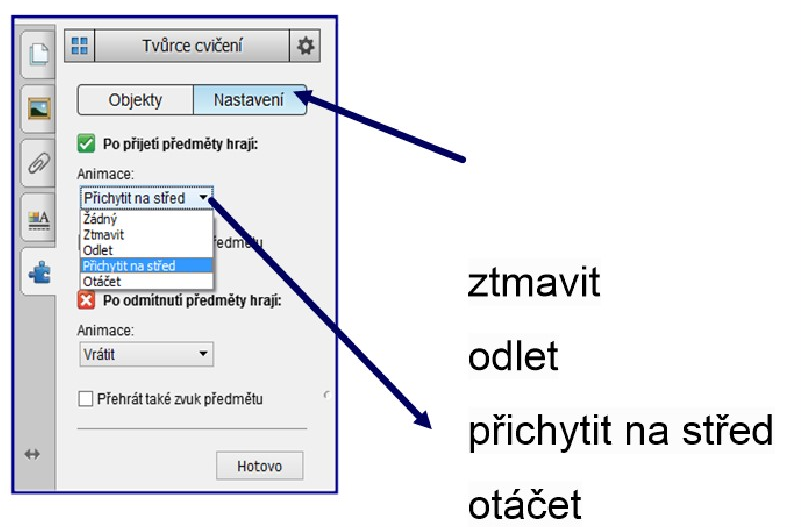 Tvůrce cvičení
Objekty
Nastavení
Po přijetí předměty hrají:
Animace:
Přichytit na střed
Žádný
Ztmavit
Odlet
Přichytit na střed
Otáčet
Po odmítnutí předměty hrají:
Animace:
Vrátit
Přehrát také zvuk předmětu
Hotovo
ztmavit
odlet
přichytit na střed
otáčet